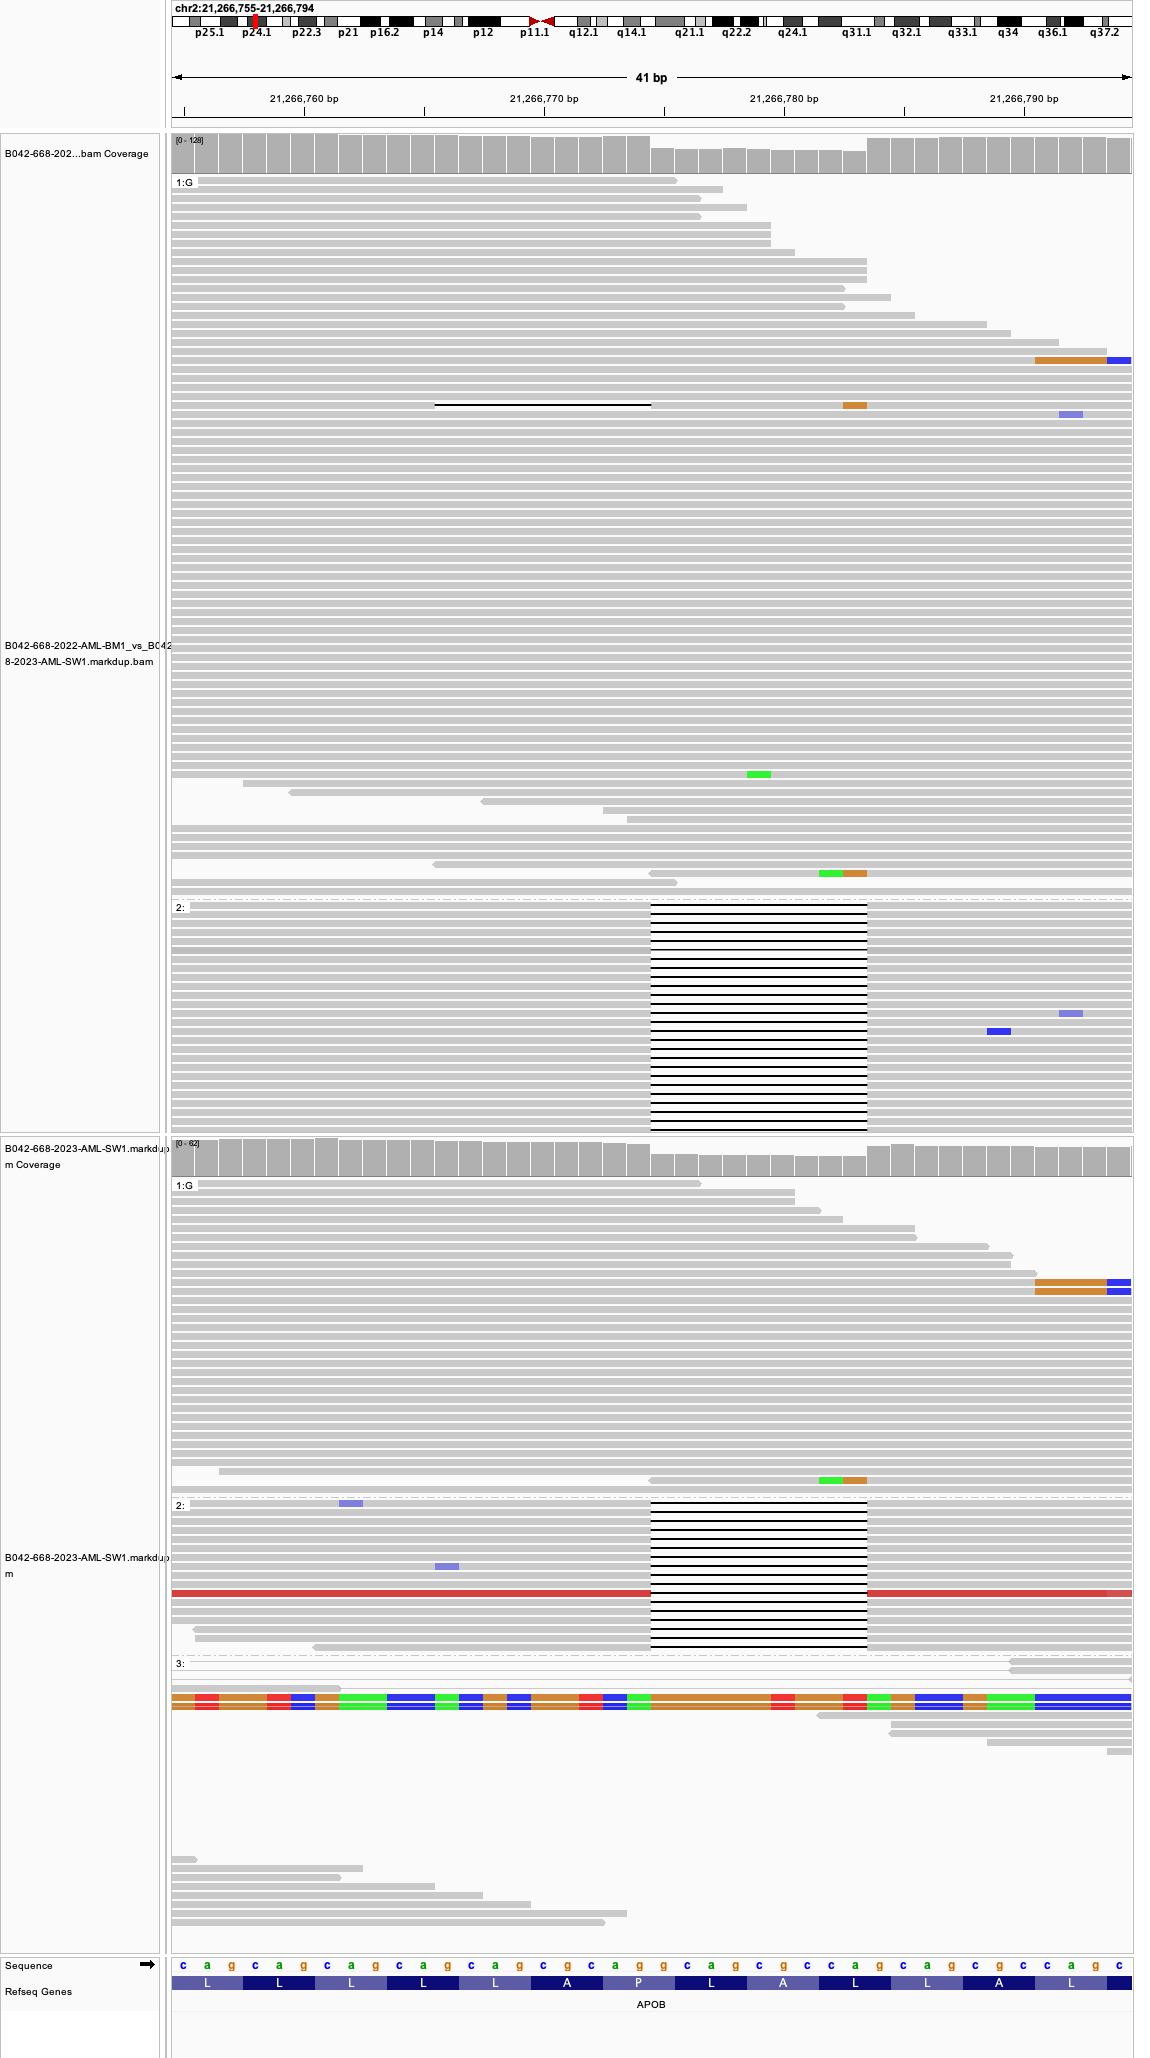 chr2:21,266,755-21,266,794
p25.1 p24.1 p22.3 p21 p16.2 p14 p12 p11.1 q12.1 q14.1 q21.1 q22.2 q24.1 q31.1 q32.1 q33.1 q34 q36.1 q37.2
41 bp
21,266,760 bp 21,266,770 bp 21,266,780 bp 21,266,790 bp
[0 - 128]
B042-668-202...bam Coverage
1:G
B042-668-2022-AML-BM1_vs_B042
8-2023-AML-SW1.markdup.bam
2:
[0 - 62]
B042-668-2023-AML-SW1.markdup
m Coverage
1:G
2:
B042-668-2023-AML-SW1.markdup
m
3:
Sequence c a g c a g c a g c a g c a g c g c a g g c a g c g c c a g c a g c g c c a g c
L L L L L A P L A L L A L
Refseq Genes
APOB